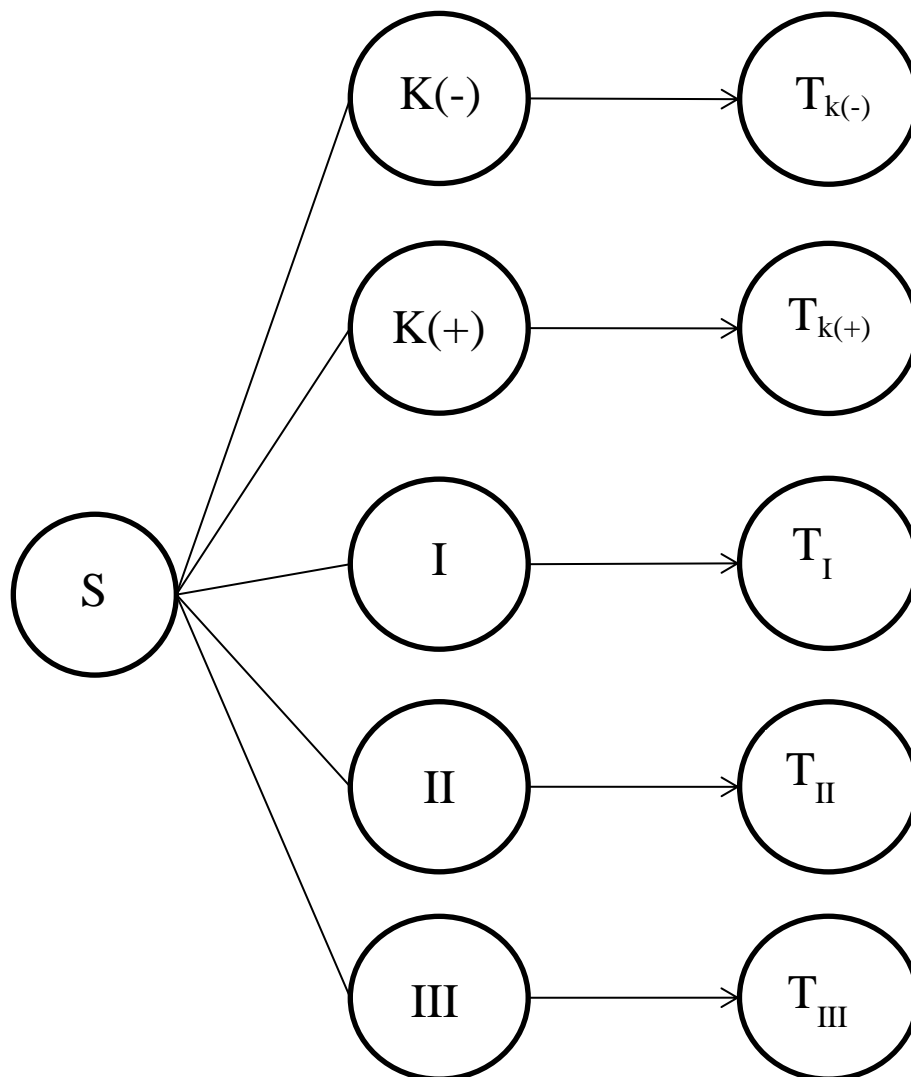 K(-) T_k(-)
K(+) T_k(+)
I T_I
S
II T_II
III T_III